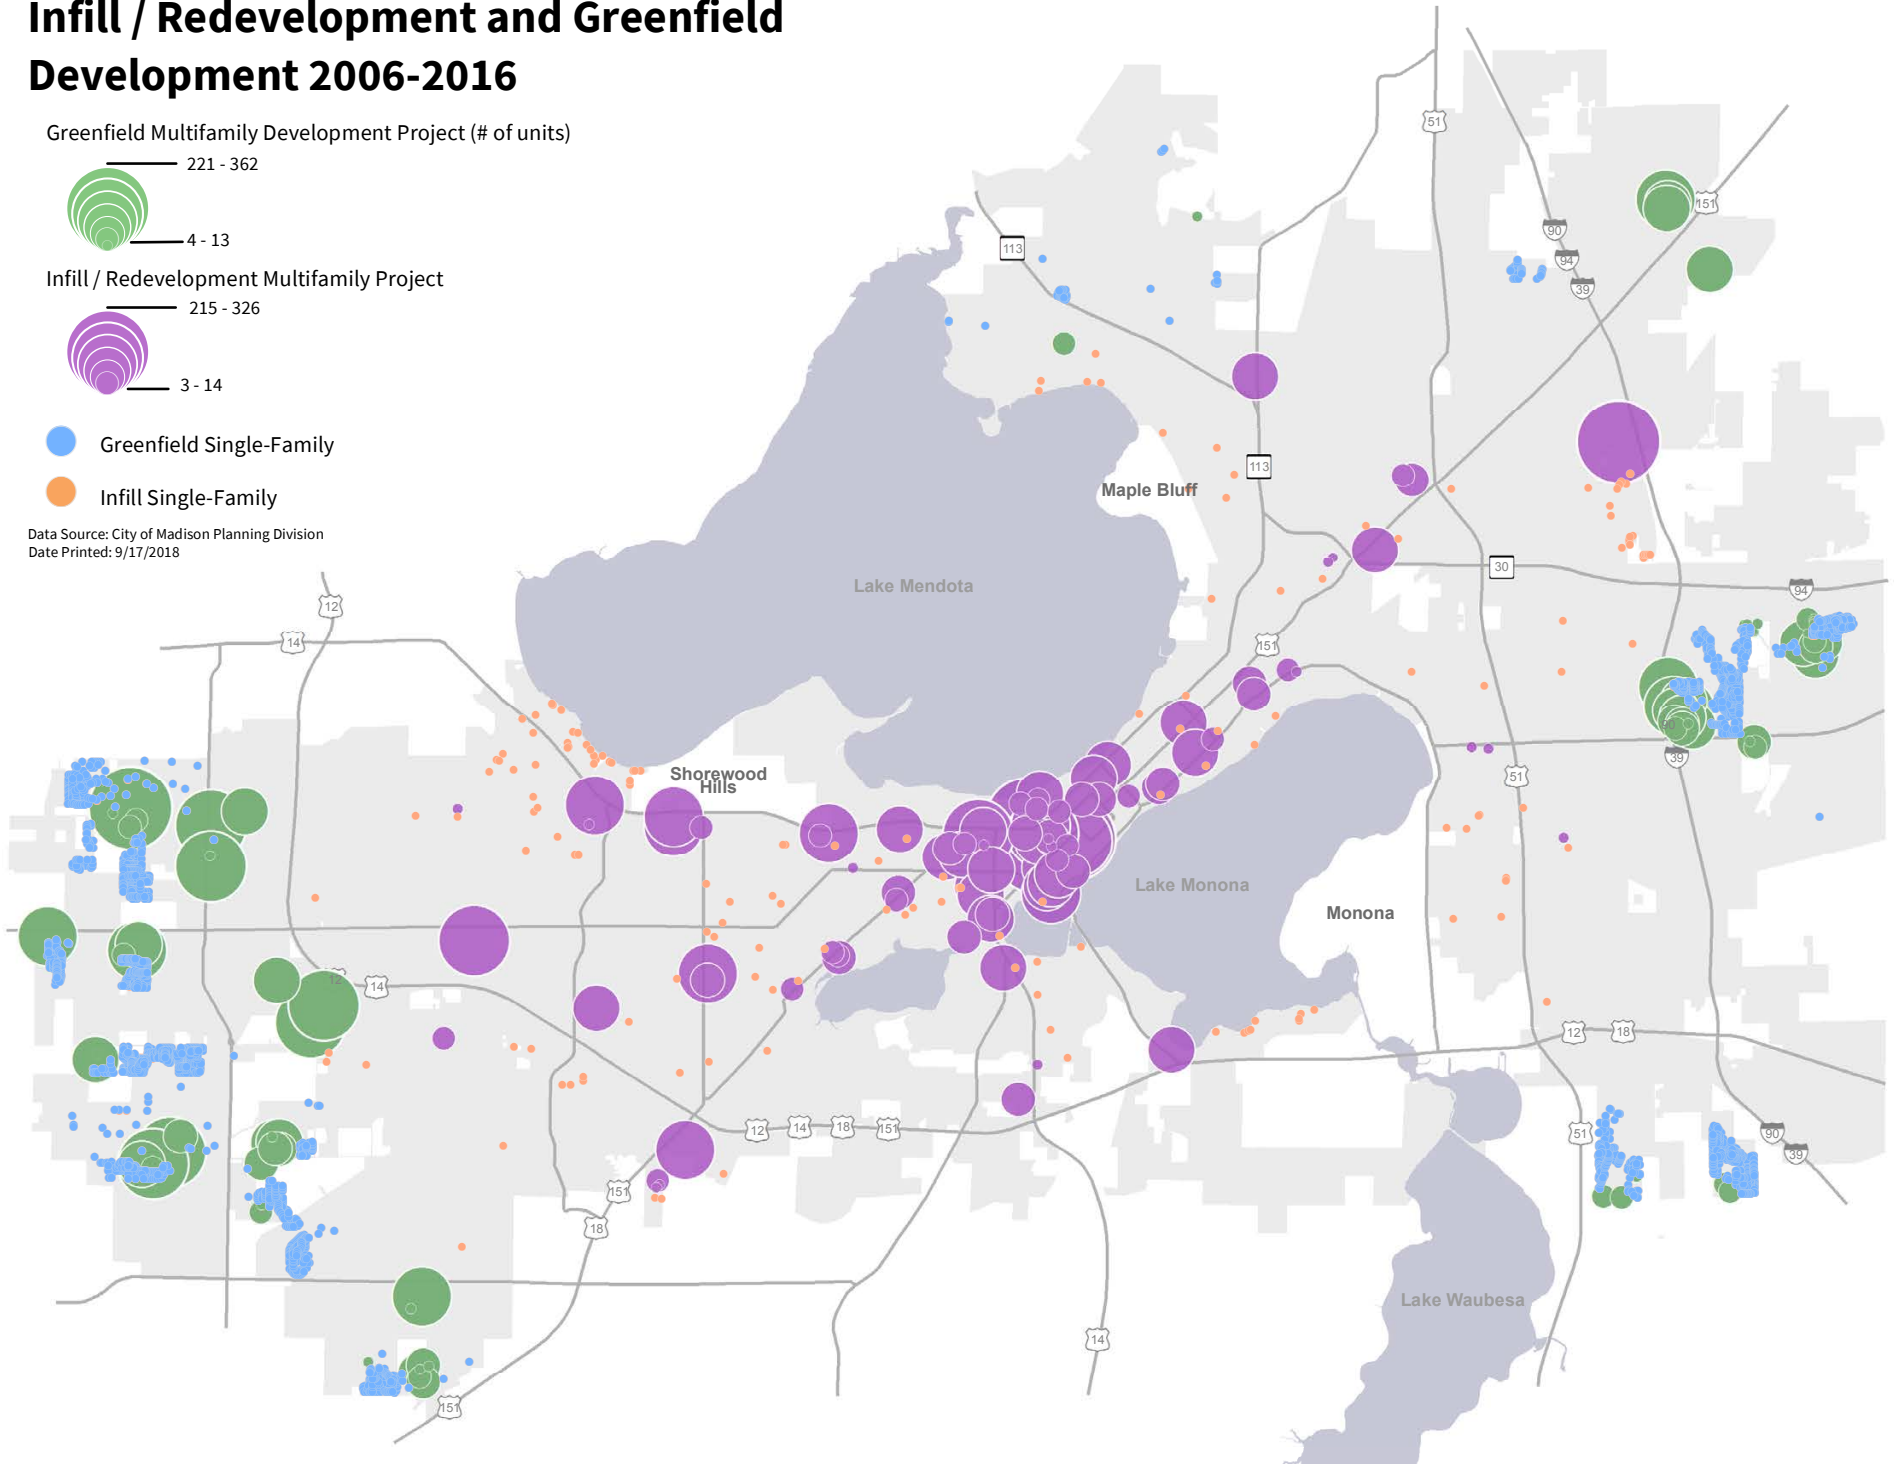 Infill / Redevelopment and Greenfield
Development 2006-2016
Greenfield Multifamily Development Project (# of units)
221 - 362
4 - 13
Infill / Redevelopment Multifamily Project
215 - 326
3 - 14
Greenfield Single-Family
Infill Single-Family
Data Source: City of Madison Planning Division
Date Printed: 9/17/2018
51
151
90
94
39
113
113
Maple Bluff
30
94
Lake Mendota
12
14
151
39
51
Shorewood
Hills
Lake Monona
Monona
12
14
12
18
12
14
18
151
51
90
39
151
18
Lake Waubesa
14
151